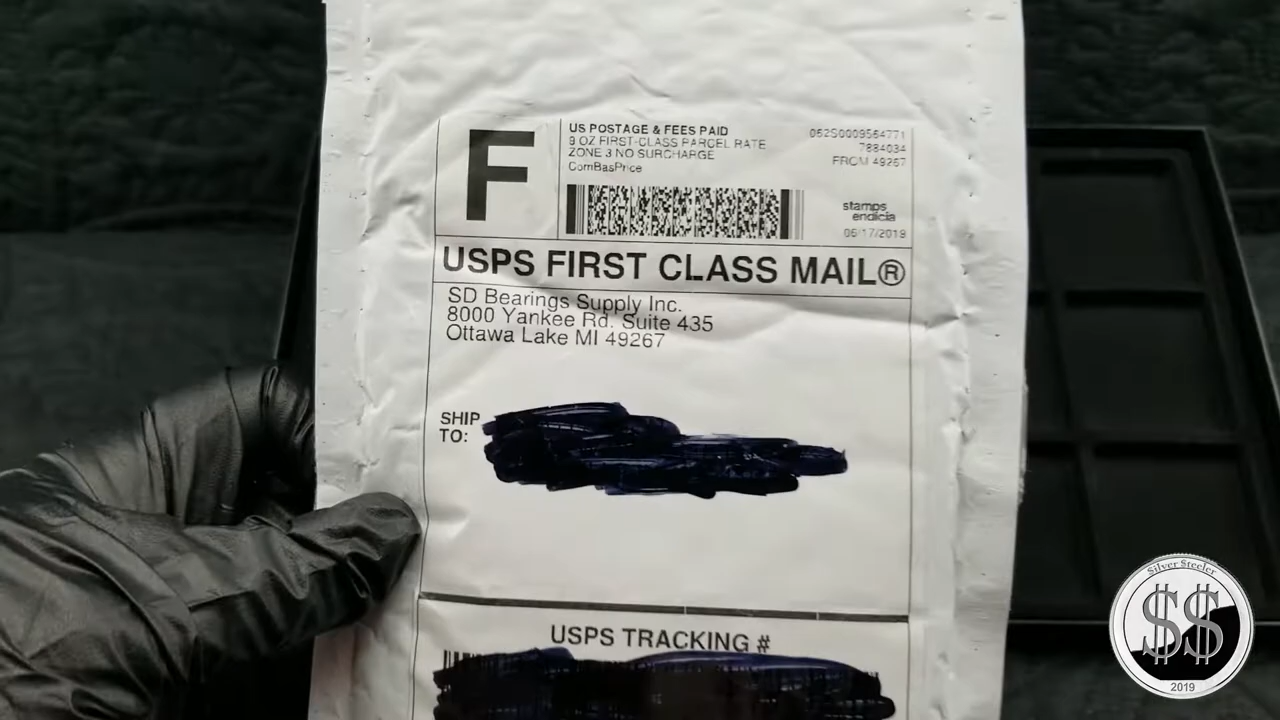 F
US POSTAGE & FEES PAID
9 OZ FIRST-CLASS PARCEL RATE
ZONE 3 NO SURCHARGE
ComBasPrice
062S0009564771
7884034
FROM 49267
stamps
endicia
06/17/2019
USPS FIRST CLASS MAIL®
SD Bearings Supply Inc.
8000 Yankee Rd. Suite 435
Ottawa Lake MI 49267
SHIP
TO:
USPS TRACKING #
Silver Steeler
$$
2019